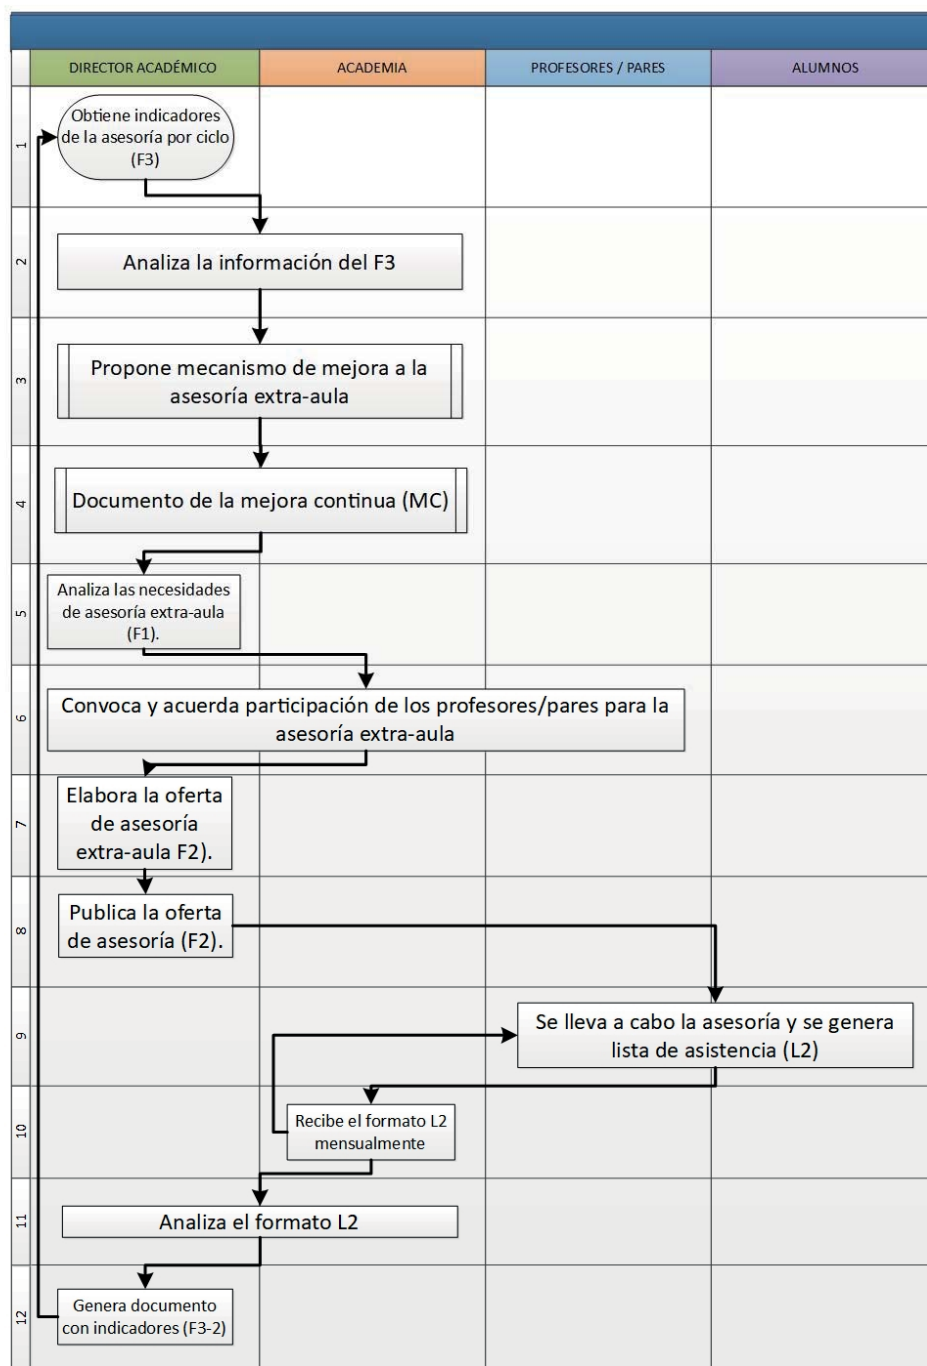 DIRECTOR ACADÉMICO
ACADEMIA
PROFESORES / PARES
ALUMNOS
1
Obtiene indicadores
de la asesoría por ciclo
(F3)
2
Analiza la información del F3
3
Propone mecanismo de mejora a la
asesoría extra-aula
4
Documento de la mejora continua (MC)
5
Analiza las necesidades
de asesoría extra-aula
(F1).
6
Convoca y acuerda participación de los profesores/pares para la
asesoría extra-aula
7
Elabora la oferta
de asesoría
extra-aula F2).
8
Publica la oferta
de asesoría (F2).
9
Se lleva a cabo la asesoría y se genera
lista de asistencia (L2)
10
Recibe el formato L2
mensualmente
11
Analiza el formato L2
12
Genera documento
con indicadores (F3-2)